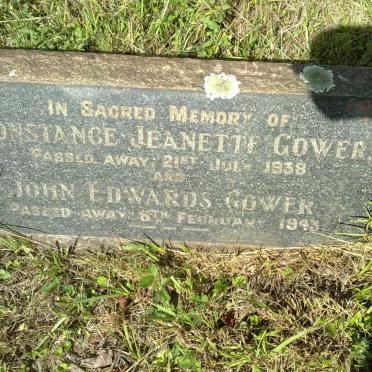 In Sacred Memory of
Constance Jeanette Gower
Passed away 21st July 1938
and
John Edwards Gower
Passed away 6th February 1943